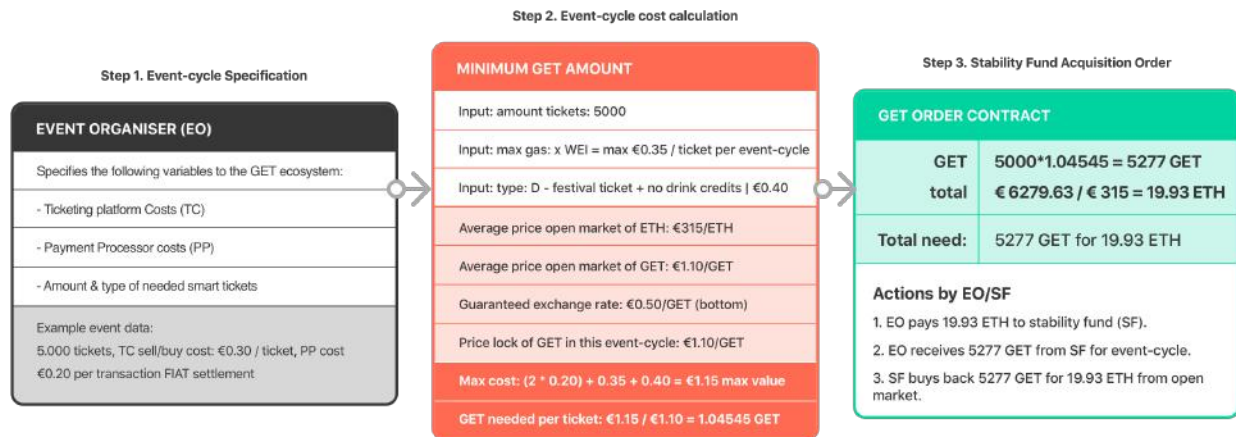 Step 1. Event-cycle Specification
EVENT ORGANISER (EO)
Specifies the following variables to the GET ecosystem:
- Ticketing platform Costs (TC)
- Payment Processor costs (PP)
- Amount & type of needed smart tickets
Example event data:
5.000 tickets, TC sell/buy cost: €0.30 / ticket, PP cost
€0.20 per transaction FIAT settlement
Step 2. Event-cycle cost calculation
MINIMUM GET AMOUNT
Input: amount tickets: 5000
Input: max gas: x WEI = max €0.35 / ticket per event-cycle
Input: type: D - festival ticket + no drink credits | €0.40
Average price open market of ETH: €315/ETH
Average price open market of GET: €1.10/GET
Guaranteed exchange rate: €0.50/GET (bottom)
Price lock of GET in this event-cycle: €1.10/GET
Max cost: (2 * 0.20) + 0.35 + 0.40 = €1.15 max value
GET needed per ticket: €1.15 / €1.10 = 1.04545 GET
Step 3. Stability Fund Acquisition Order
GET ORDER CONTRACT
GET 5000*1.04545 = 5277 GET
total € 6279.63 / € 315 = 19.93 ETH
Total need: 5277 GET for 19.93 ETH
Actions by EO/SF
1. EO pays 19.93 ETH to stability fund (SF).
2. EO receives 5277 GET from SF for event-cycle.
3. SF buys back 5277 GET for 19.93 ETH from open
market.